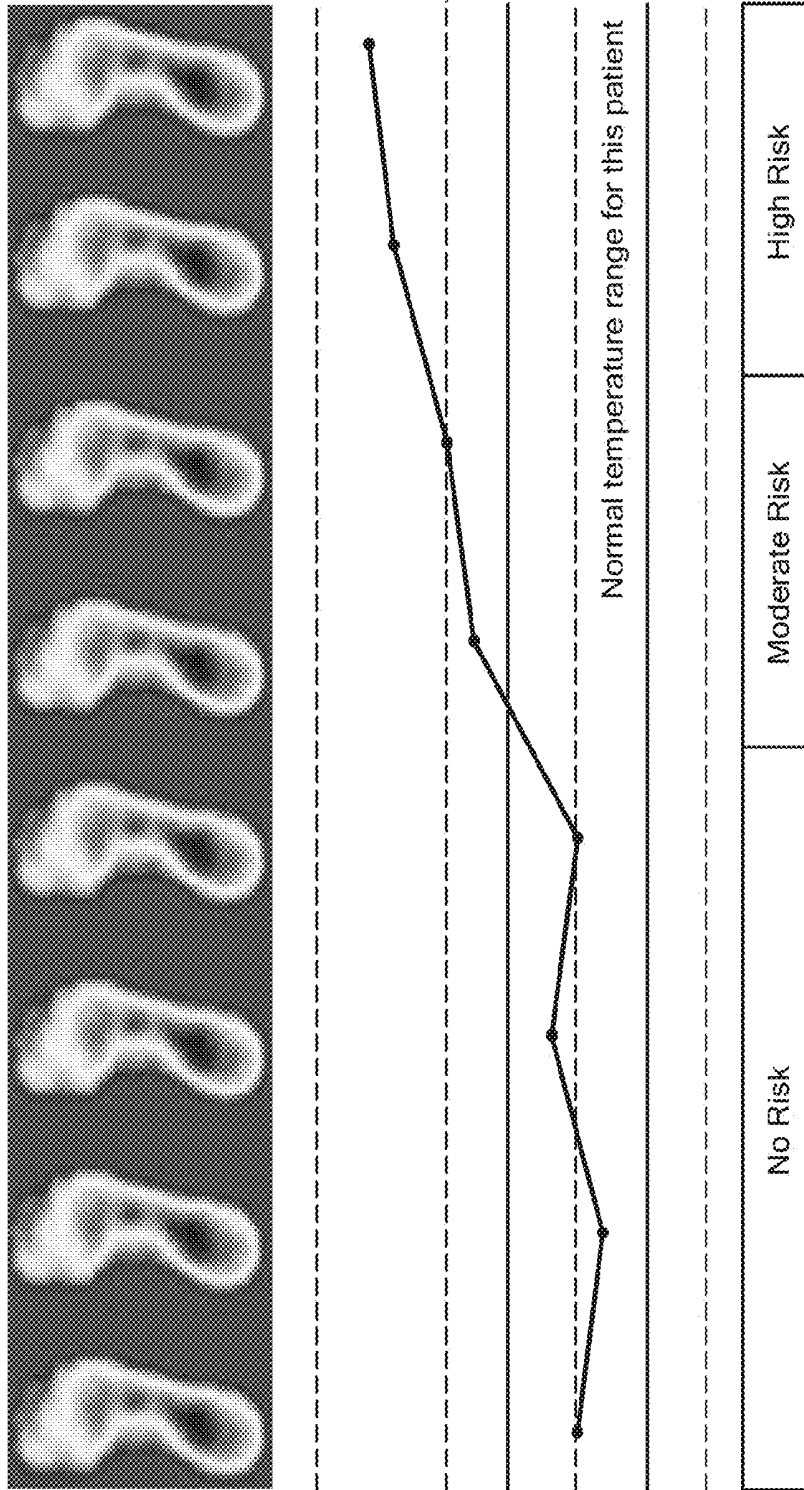 Normal temperature range for this patient
No Risk
Moderate Risk
High Risk